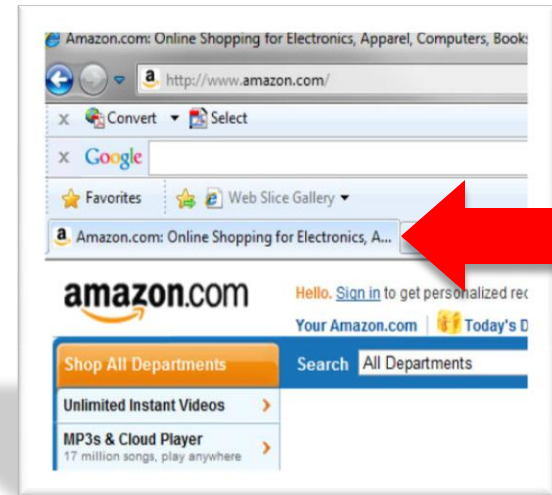 Amazon.com: Online Shopping for Electronics, Apparel, Computers, Books
a http://www.amazon.com/
x Convert Select
x Google
Favorites Web Slice Gallery
a Amazon.com: Online Shopping for Electronics, A...
amazon.com
Hello. Sign in to get personalized rec
Your Amazon.com Today's D
Shop All Departments
Search All Departments
Unlimited Instant Videos
MP3s & Cloud Player
17 million songs, play anywhere